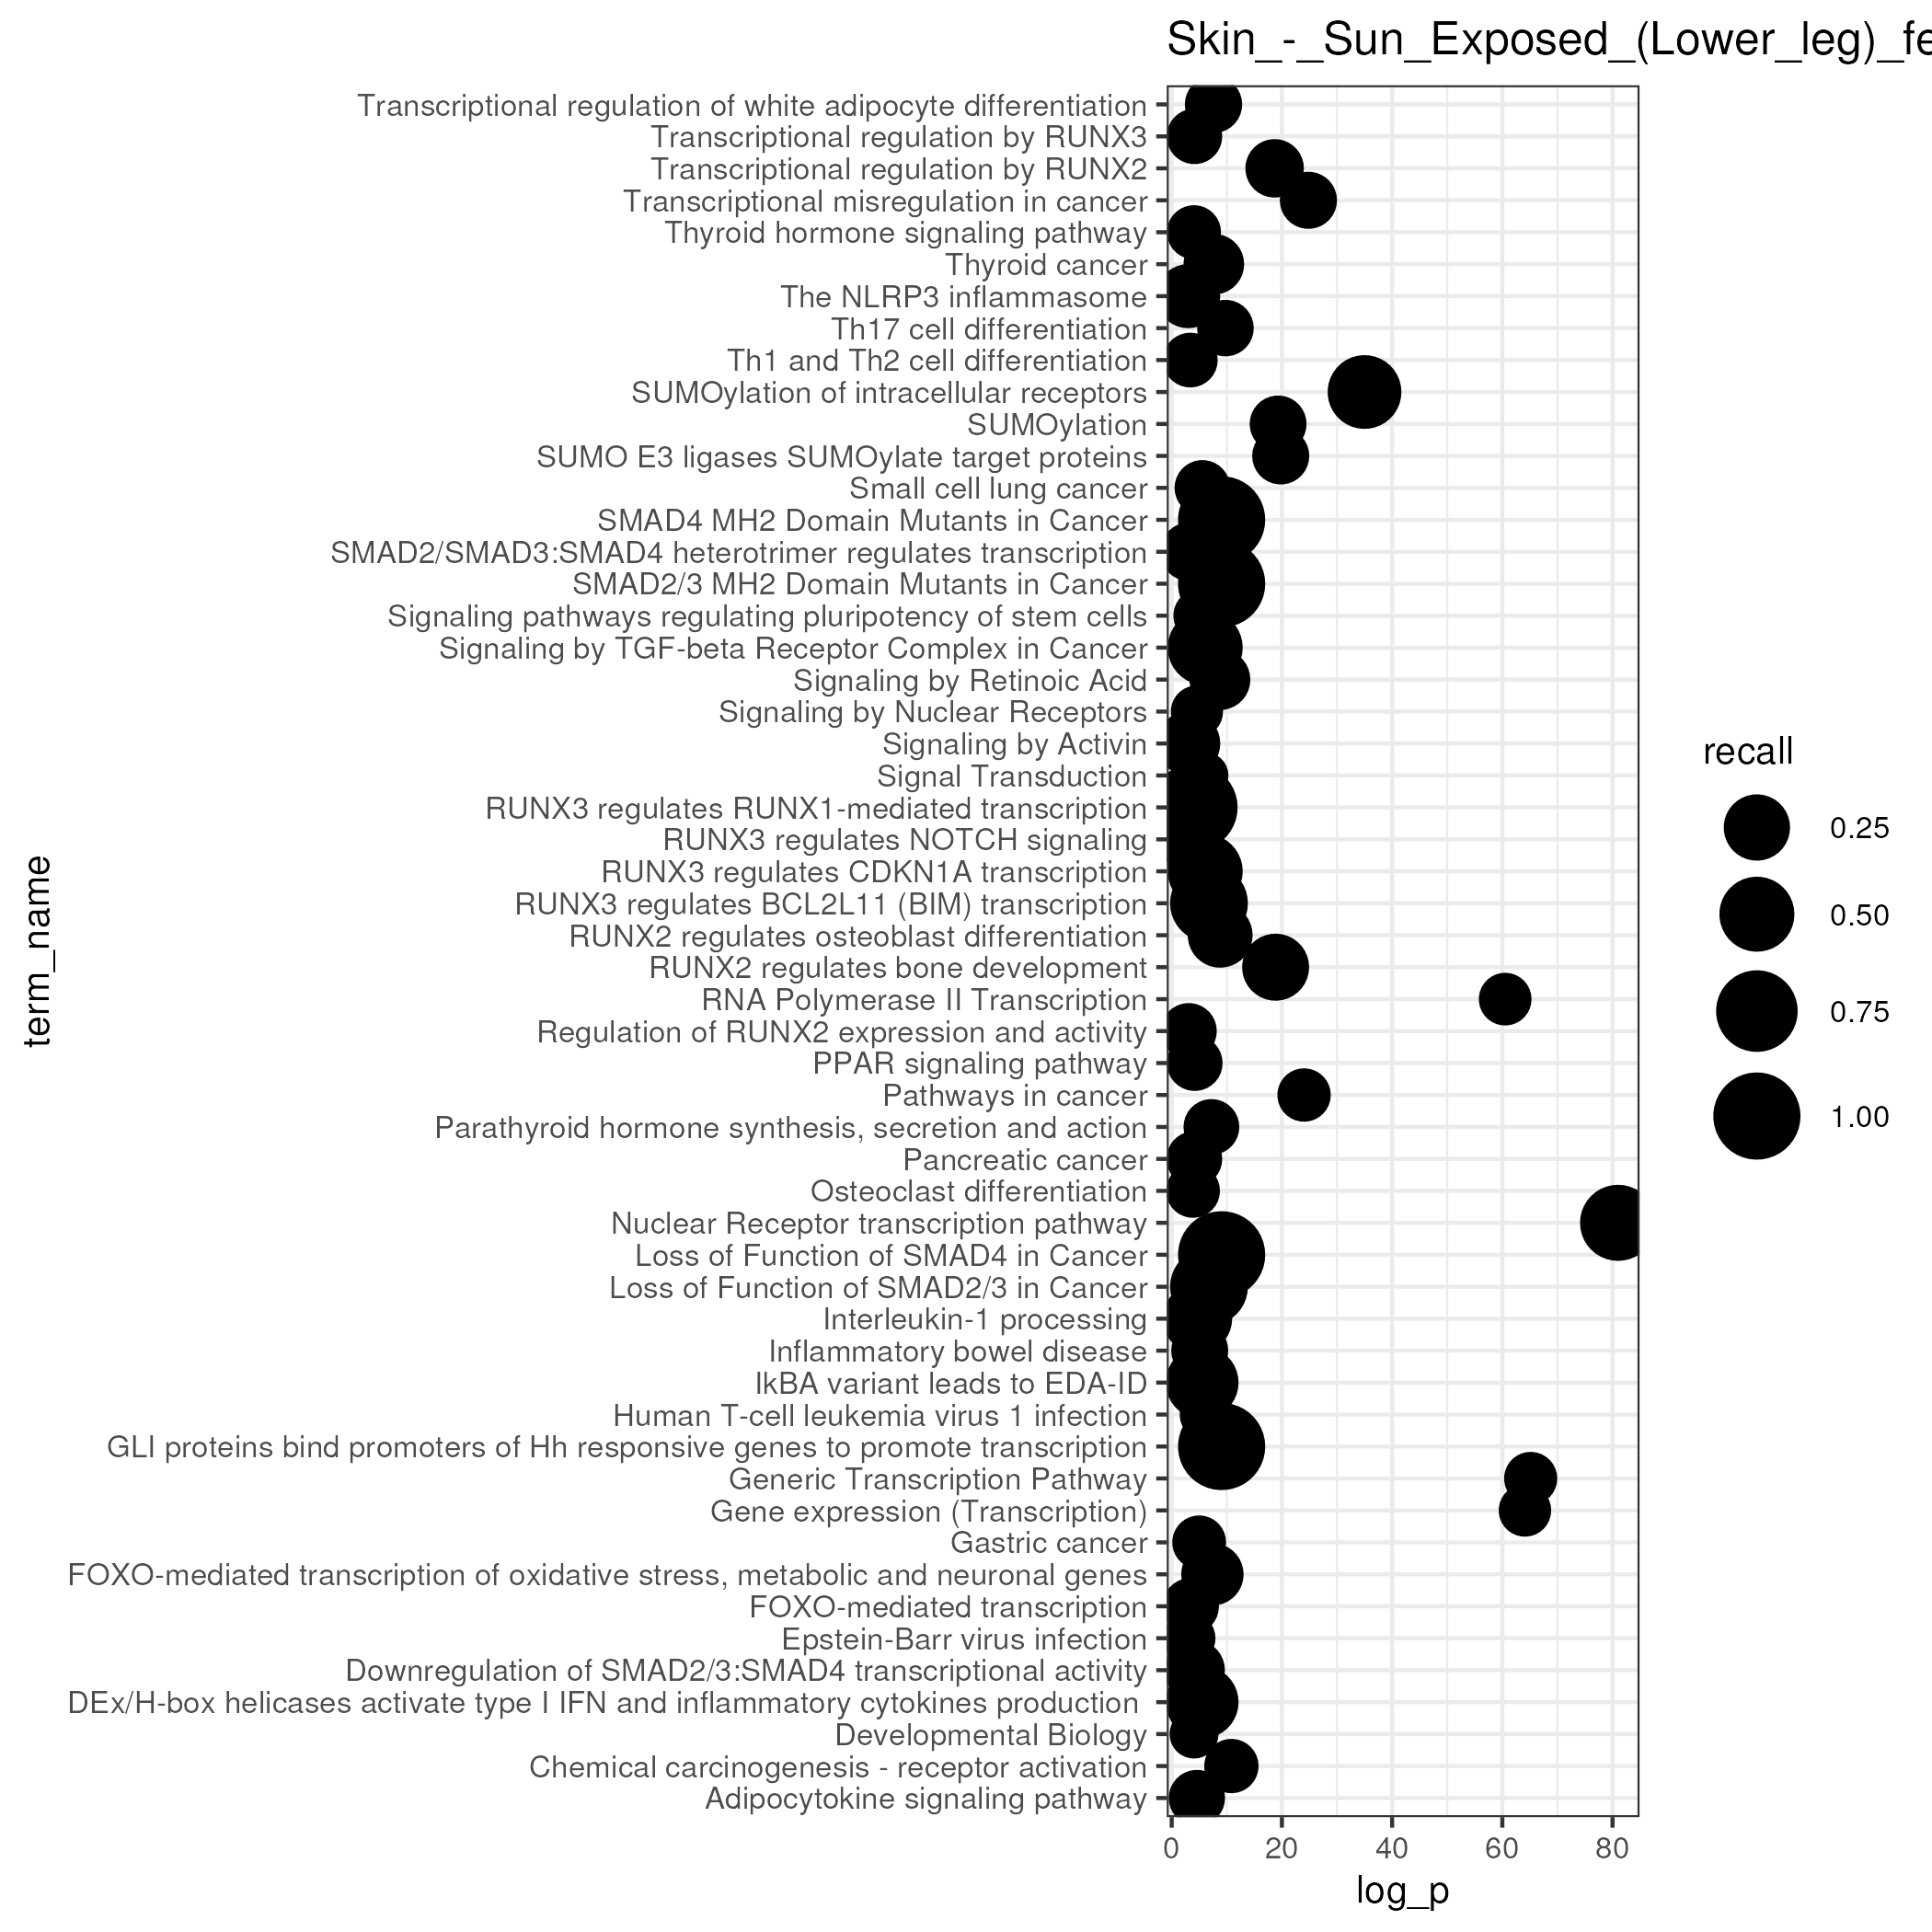 Skin_-_Sun_Exposed_(Lower_leg)_fe
Transcriptional regulation of white adipocyte differentiation
Transcriptional regulation by RUNX3
Transcriptional regulation by RUNX2
Transcriptional misregulation in cancer
Thyroid hormone signaling pathway
Thyroid cancer
The NLRP3 inflammasome
Th17 cell differentiation
Th1 and Th2 cell differentiation
SUMOylation of intracellular receptors
SUMOylation
SUMO E3 ligases SUMOylate target proteins
Small cell lung cancer
SMAD4 MH2 Domain Mutants in Cancer
SMAD2/SMAD3:SMAD4 heterotrimer regulates transcription
SMAD2/3 MH2 Domain Mutants in Cancer
Signaling pathways regulating pluripotency of stem cells
Signaling by TGF-beta Receptor Complex in Cancer
Signaling by Retinoic Acid
Signaling by Nuclear Receptors
Signaling by Activin
Signal Transduction
RUNX3 regulates RUNX1-mediated transcription
RUNX3 regulates NOTCH signaling
RUNX3 regulates CDKN1A transcription
RUNX3 regulates BCL2L11 (BIM) transcription
RUNX2 regulates osteoblast differentiation
RUNX2 regulates bone development
RNA Polymerase II Transcription
Regulation of RUNX2 expression and activity
PPAR signaling pathway
Pathways in cancer
Parathyroid hormone synthesis, secretion and action
Pancreatic cancer
Osteoclast differentiation
Nuclear Receptor transcription pathway
Loss of Function of SMAD4 in Cancer
Loss of Function of SMAD2/3 in Cancer
Interleukin-1 processing
Inflammatory bowel disease
IkBA variant leads to EDA-ID
Human T-cell leukemia virus 1 infection
GLI proteins bind promoters of Hh responsive genes to promote transcription
Generic Transcription Pathway
Gene expression (Transcription)
Gastric cancer
FOXO-mediated transcription of oxidative stress, metabolic and neuronal genes
FOXO-mediated transcription
Epstein-Barr virus infection
Downregulation of SMAD2/3:SMAD4 transcriptional activity
DEx/H-box helicases activate type I IFN and inflammatory cytokines production
Developmental Biology
Chemical carcinogenesis - receptor activation
Adipocytokine signaling pathway
term_name
0 20 40 60 80
log_p
recall
0.25
0.50
0.75
1.00